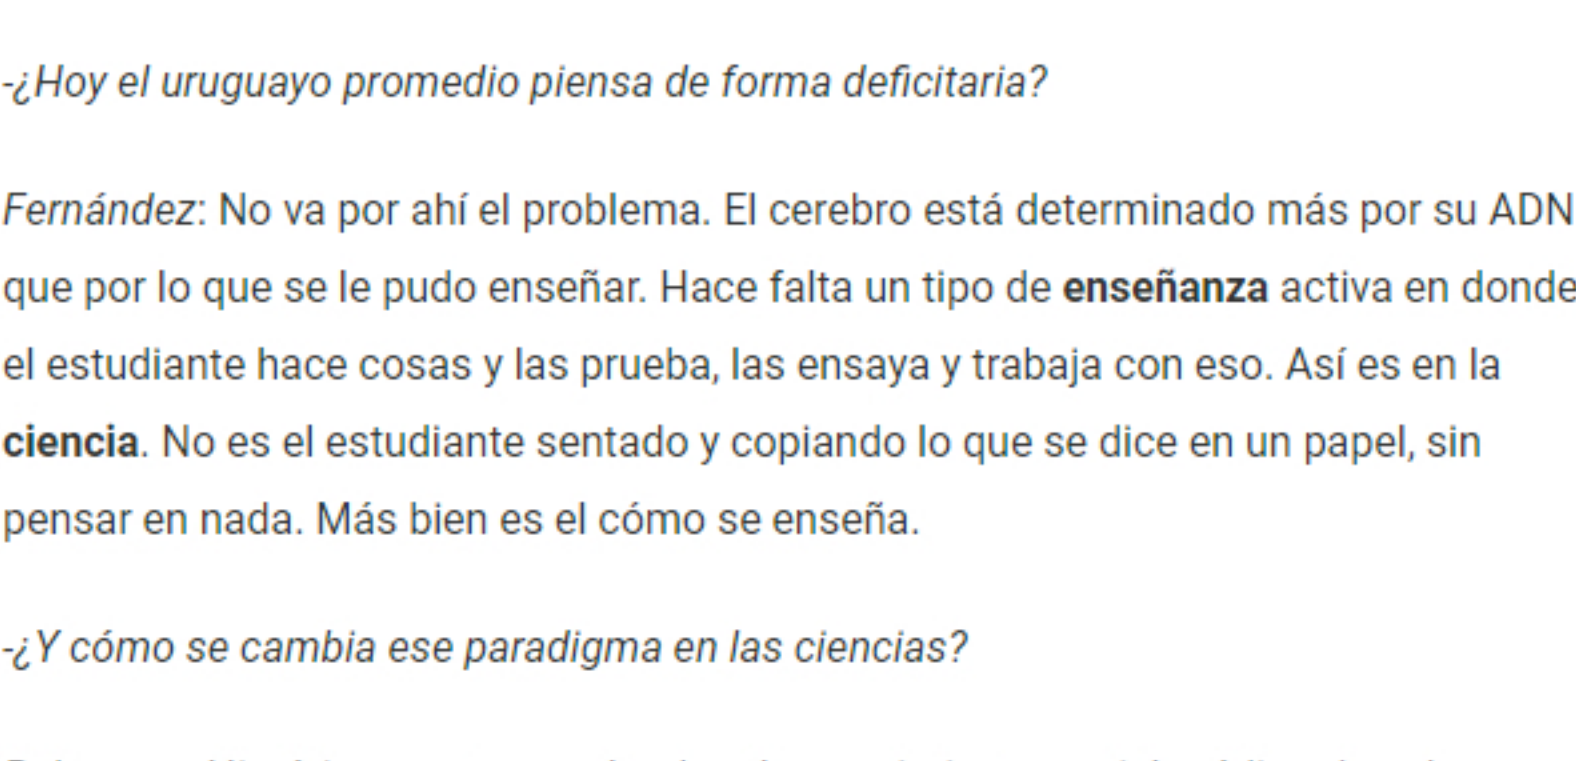 -¿Hoy el uruguayo promedio piensa de forma deficitaria?
Fernández: No va por ahí el problema. El cerebro está determinado más por su ADN
que por lo que se le pudo enseñar. Hace falta un tipo de enseñanza activa en donde
el estudiante hace cosas y las prueba, las ensaya y trabaja con eso. Así es en la
ciencia. No es el estudiante sentado y copiando lo que se dice en un papel, sin
pensar en nada. Más bien es el cómo se enseña.
-¿Y cómo se cambia ese paradigma en las ciencias?